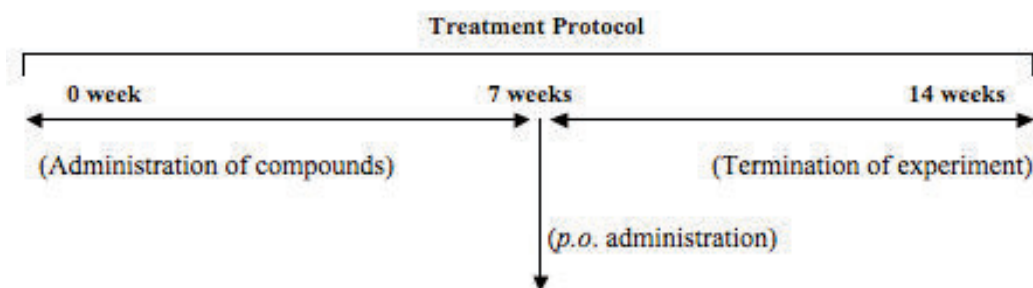 Treatment Protocol
0 week 7 weeks 14 weeks
(Administration of compounds) (Termination of experiment)
(p.o. administration)